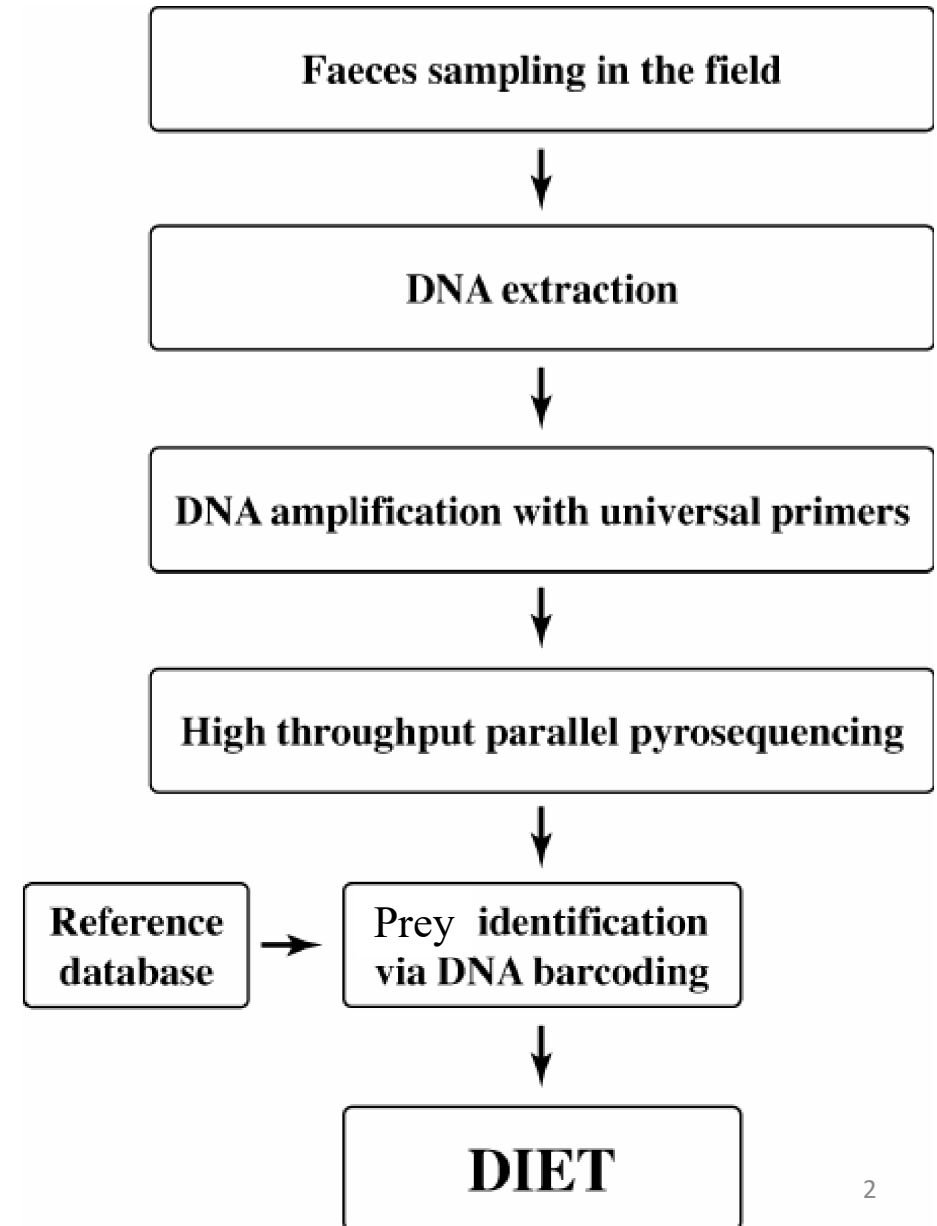 Faeces sampling in the field
DNA extraction
DNA amplification with universal primers
High throughput parallel pyrosequencing
Reference
database
Prey identification
via DNA barcoding
DIET
2